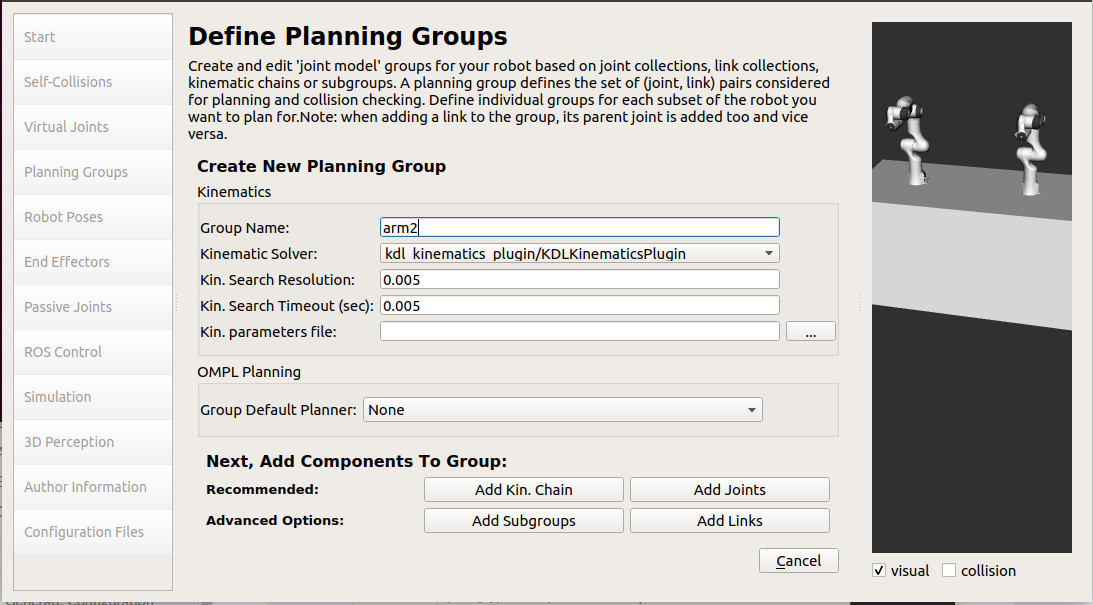 Start
Self-Collisions
Virtual Joints
Planning Groups
Robot Poses
End Effectors
Passive Joints
ROS Control
Simulation
3D Perception
Author Information
Configuration Files
Define Planning Groups
Create and edit 'joint model' groups for your robot based on joint collections, link collections,
kinematic chains or subgroups. A planning group defines the set of (joint, link) pairs considered
for planning and collision checking. Define individual groups for each subset of the robot you
want to plan for.Note: when adding a link to the group, its parent joint is added too and vice
versa.
Create New Planning Group
Kinematics
Group Name: arm2
Kinematic Solver: kdl_kinematics_plugin/KDLKinematicsPlugin
Kin. Search Resolution: 0.005
Kin. Search Timeout (sec): 0.005
Kin. parameters file: ...
OMPL Planning
Group Default Planner: None
Next, Add Components To Group:
Recommended: Add Kin. Chain Add Joints
Advanced Options: Add Subgroups Add Links
Cancel
visual collision